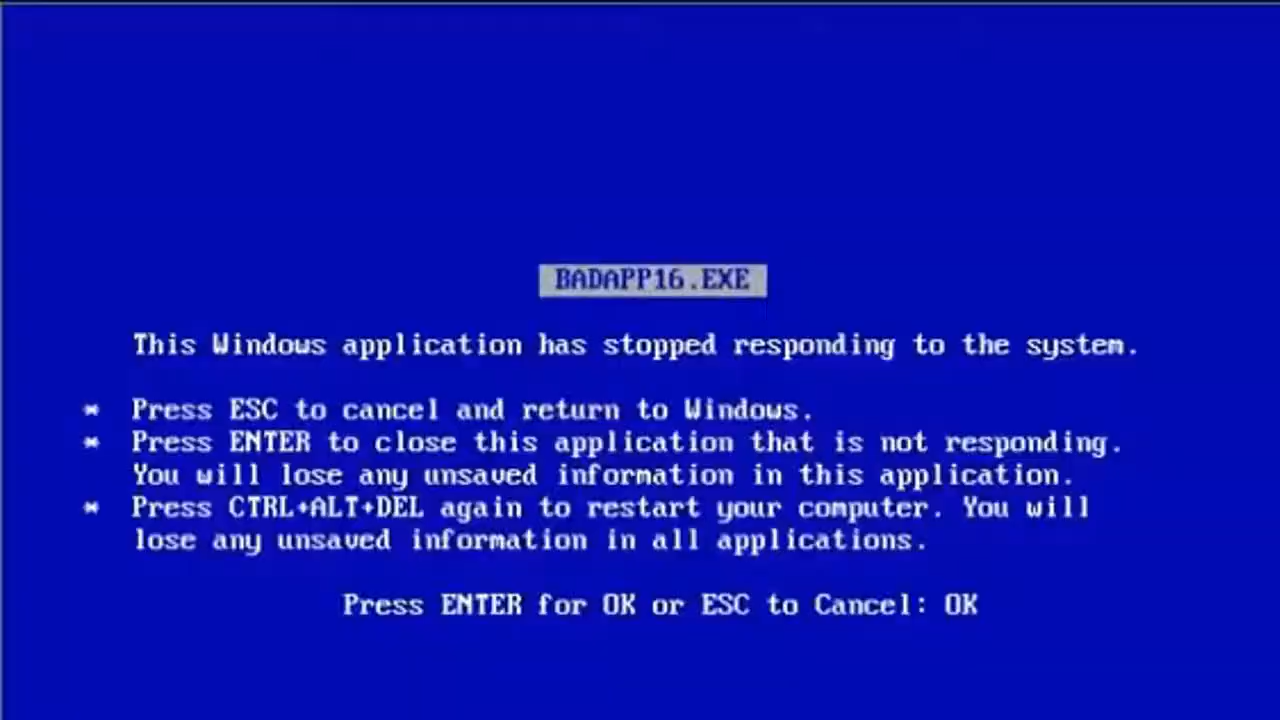 BADAPP16.EXE
This Windows application has stopped responding to the system.
* Press ESC to cancel and return to Windows.
* Press ENTER to close this application that is not responding.
You will lose any unsaved information in this application.
* Press CTRL+ALT+DEL again to restart your computer. You will
lose any unsaved information in all applications.
Press ENTER for OK or ESC to Cancel: OK